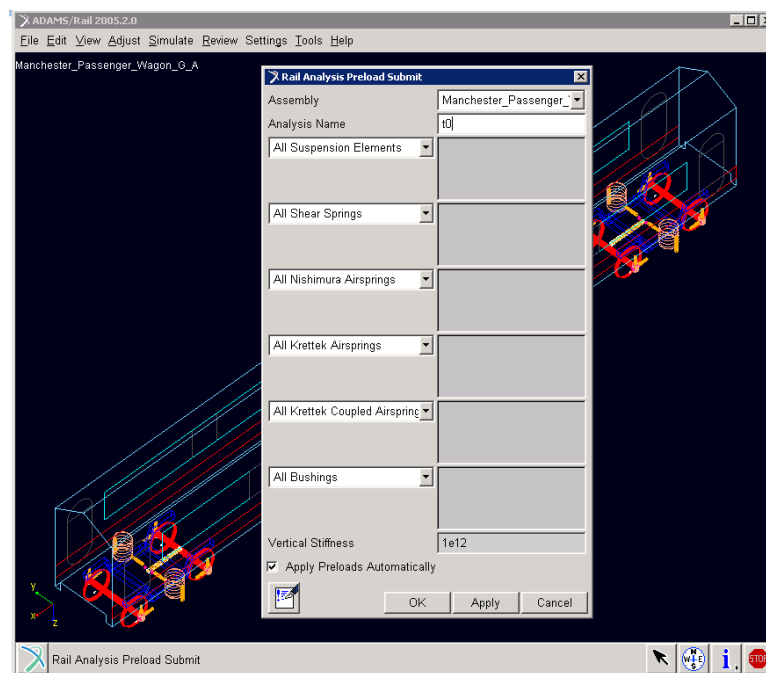 ADAMS/Rail 2005.2.0
File Edit View Adjust Simulate Review Settings Tools Help
Manchester_Passenger_Wagon_G_A
Rail Analysis Preload Submit
Assembly Manchester_Passenger_
Analysis Name t0
All Suspension Elements
All Shear Springs
All Nishimura Airsprings
All Krettek Airsprings
All Krettek Coupled Airspring
All Bushings
Vertical Stiffness 1e12
Apply Preloads Automatically
OK Apply Cancel
y
x
z
Rail Analysis Preload Submit
N
W E
S
i
STOP